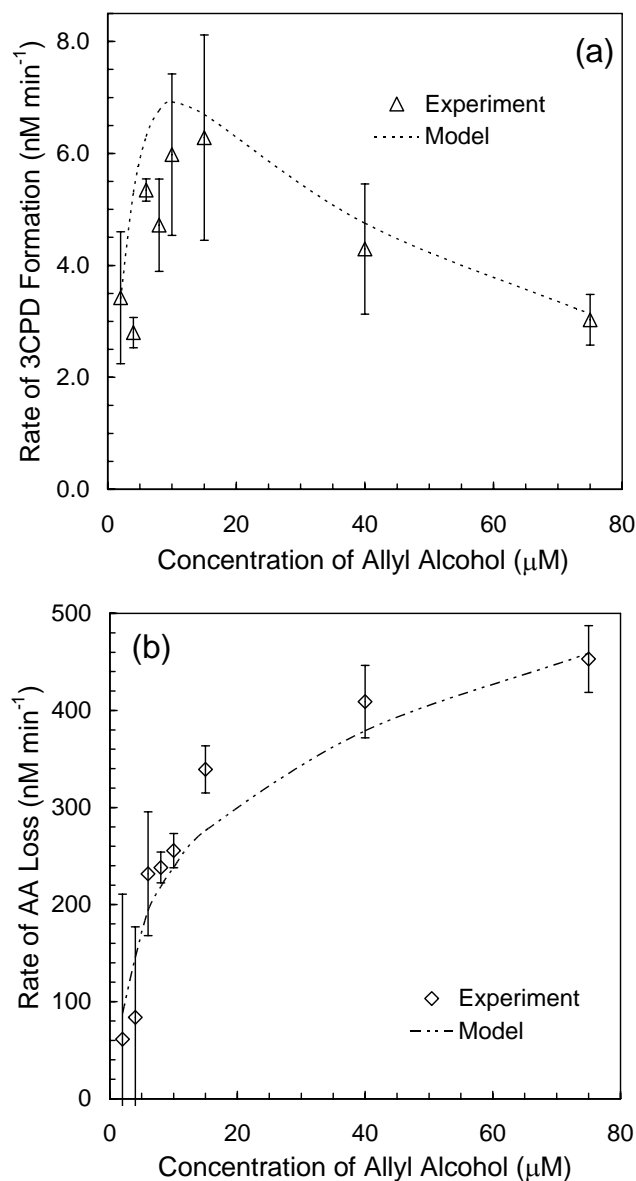 8.0
(a)
Experiment
Model
6.0
4.0
2.0
0.0
0 20 40 60 80
Rate of 3CPD Formation (nM min⁻¹)
Concentration of Allyl Alcohol (μM)
500
(b)
400
300
200
100
0
Experiment
Model
0 20 40 60 80
Rate of AA Loss (nM min⁻¹)
Concentration of Allyl Alcohol (μM)